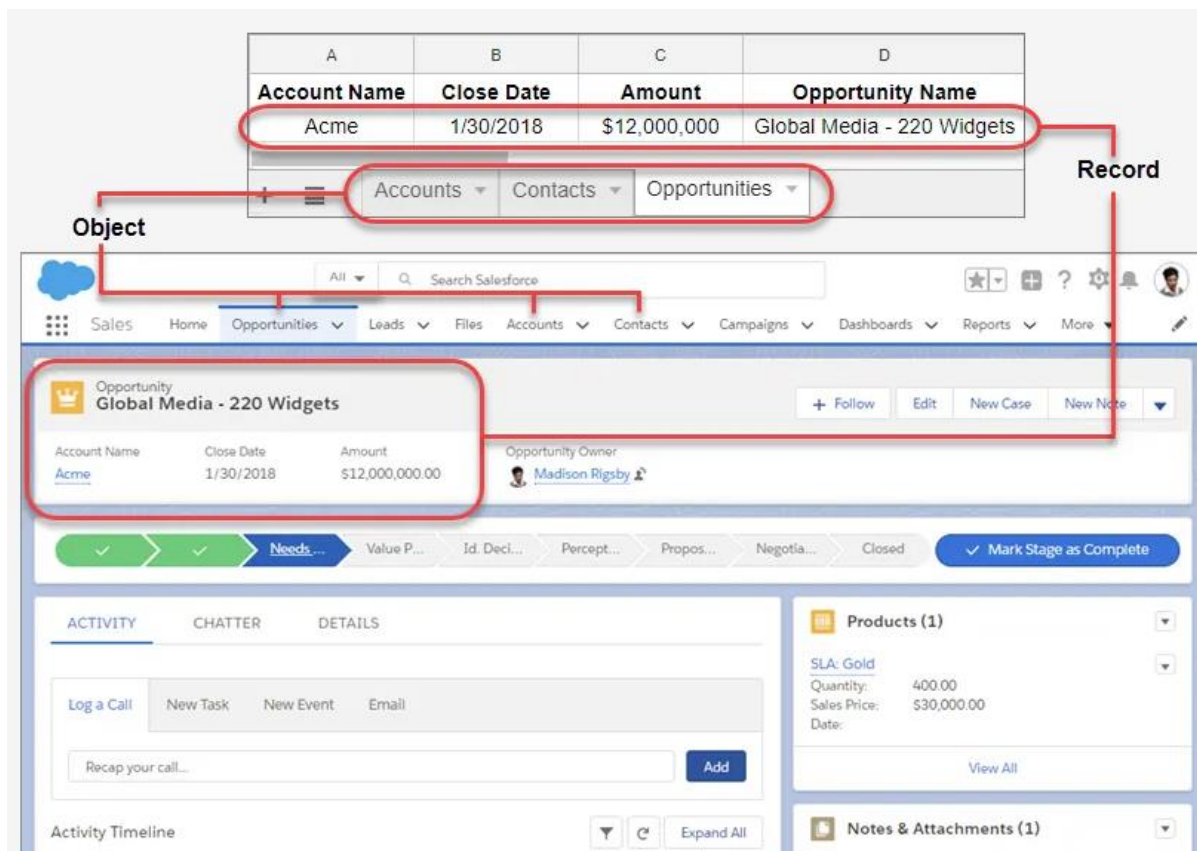 A B C D
Account Name Close Date Amount Opportunity Name
Acme 1/30/2018 $12,000,000 Global Media - 220 Widgets
Record
+ Accounts Contacts Opportunities
Object
All Search Salesforce
?
Sales Home Opportunities Leads Files Accounts Contacts Campaigns Dashboards Reports More
Opportunity
Global Media - 220 Widgets
+ Follow Edit New Case New Note
Account Name Close Date Amount Opportunity Owner
Acme 1/30/2018 $12,000,000.00 Madison Rigsby
Needs ... Value P... Id. Deci... Percept... Propos... Negotia... Closed Mark Stage as Complete
ACTIVITY CHATTER DETAILS
Products (1)
SLA: Gold
Quantity: 400.00
Sales Price: $30,000.00
Date:
View All
Log a Call New Task New Event Email
Recap your call... Add
Activity Timeline Expand All
Notes & Attachments (1)